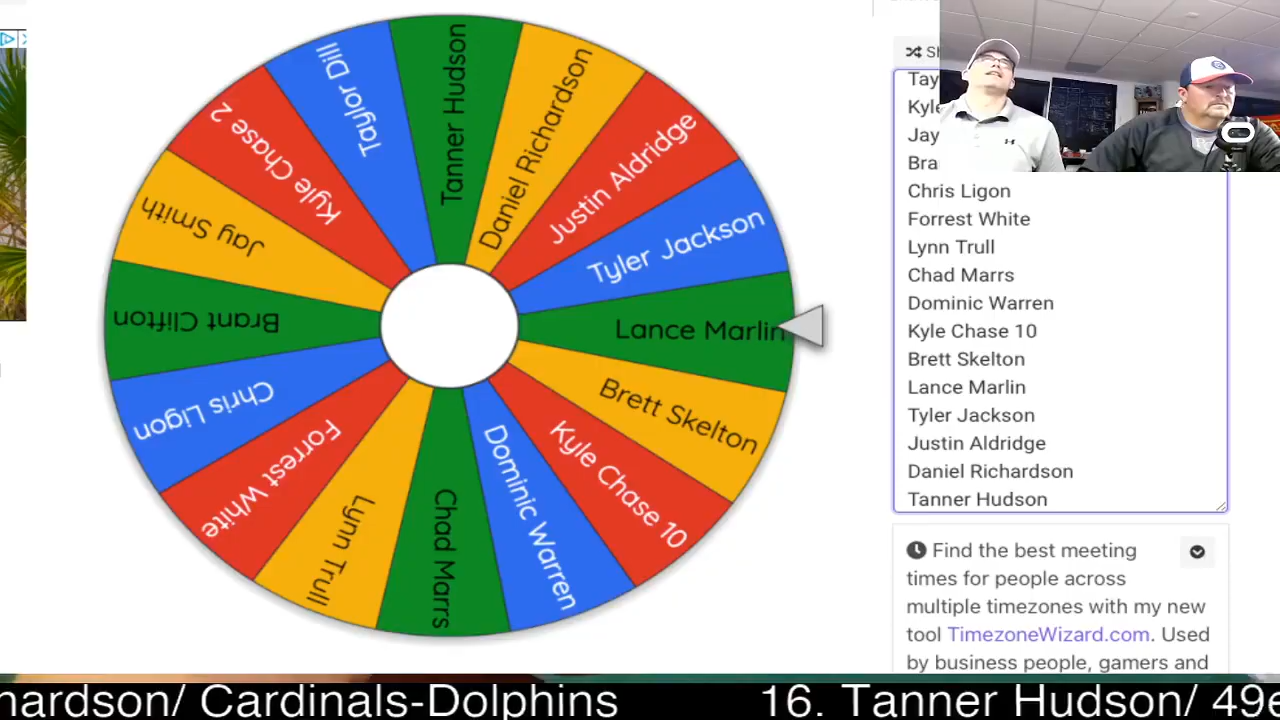 Taylor Dill
Tanner Hudson
Daniel Richardson
Justin Aldridge
Tyler Jackson
Lance Marlin
Brett Skelton
Kyle Chase 10
Dominic Warren
Chad Marrs
Lynn Trull
Forrest White
Chris Ligon
Brant Clifton
Jay Smith
Kyle Chase 2
Sh
Tay
Kyle
Jay
Bra
Chris Ligon
Forrest White
Lynn Trull
Chad Marrs
Dominic Warren
Kyle Chase 10
Brett Skelton
Lance Marlin
Tyler Jackson
Justin Aldridge
Daniel Richardson
Tanner Hudson
Find the best meeting
times for people across
multiple timezones with my new
tool TimezoneWizard.com. Used
by business people, gamers and
hardson/ Cardinals-Dolphins 16. Tanner Hudson/ 49e